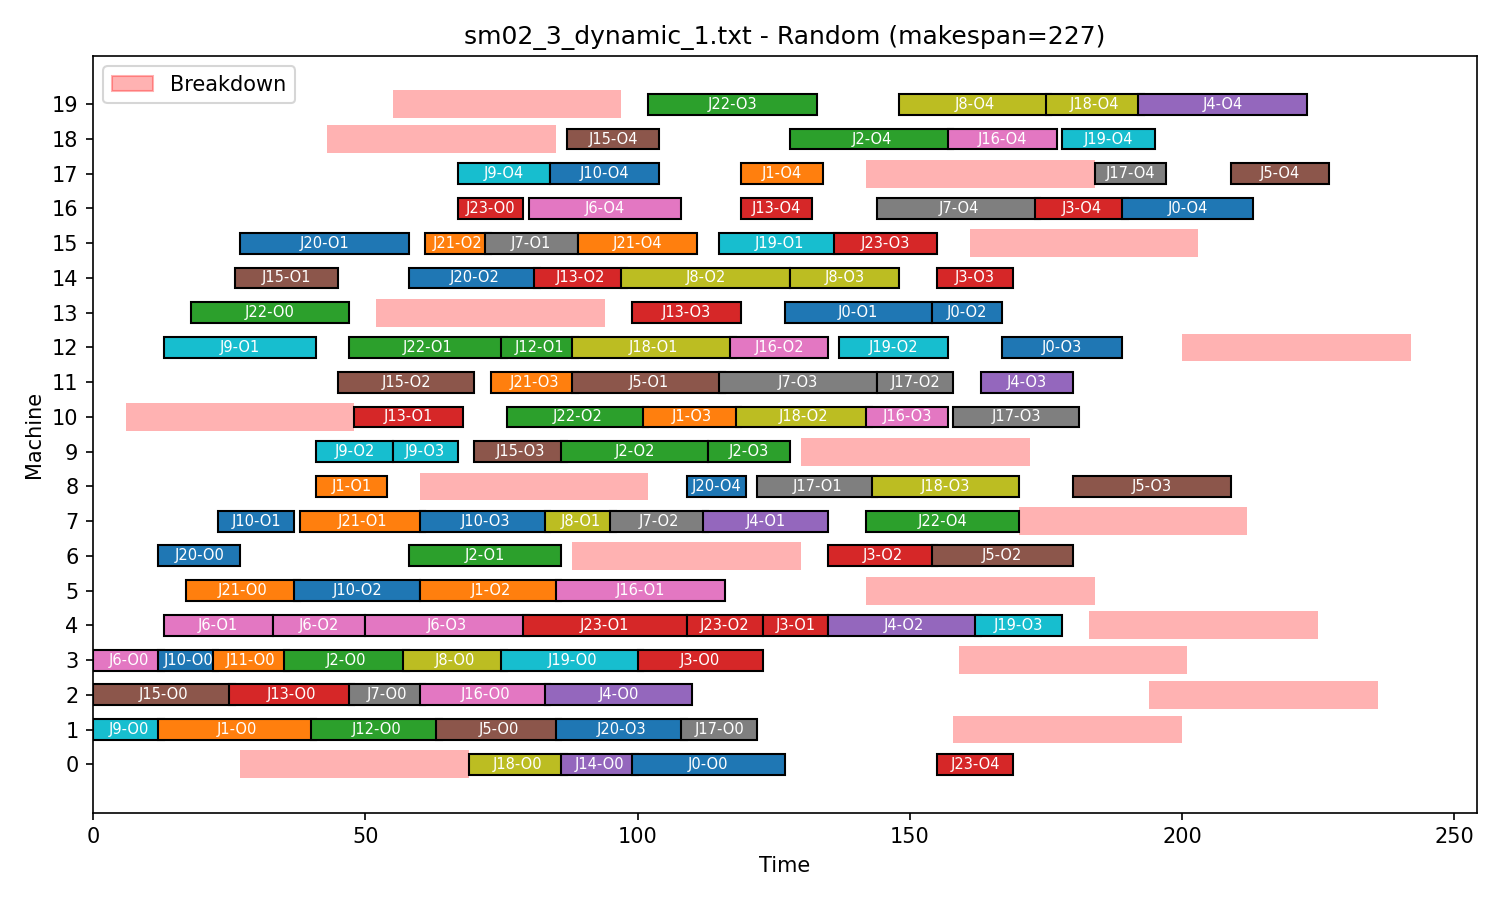 sm02_3_dynamic_1.txt - Random (makespan=227)
Breakdown
19 J22-O3 J8-O4 J18-O4 J4-O4
18 J15-O4 J2-O4 J16-O4 J19-O4
17 J9-O4 J10-O4 J1-O4 J17-O4 J5-O4
16 J23-O0 J6-O4 J13-O4 J7-O4 J3-O4 J0-O4
15 J20-O1 J21-O2 J7-O1 J21-O4 J19-O1 J23-O3
14 J15-O1 J20-O2 J13-O2 J8-O2 J8-O3 J3-O3
13 J22-O0 J13-O3 J0-O1 J0-O2
12 J9-O1 J22-O1 J12-O1 J18-O1 J16-O2 J19-O2 J0-O3
11 J15-O2 J21-O3 J5-O1 J7-O3 J17-O2 J4-O3
10 J13-O1 J22-O2 J1-O3 J18-O2 J16-O3 J17-O3
9 J9-O2 J9-O3 J15-O3 J2-O2 J2-O3
8 J1-O1 J20-O4 J17-O1 J18-O3 J5-O3
7 J10-O1 J21-O1 J10-O3 J8-O1 J7-O2 J4-O1 J22-O4
6 J20-O0 J2-O1 J3-O2 J5-O2
5 J21-O0 J10-O2 J1-O2 J16-O1
4 J6-O1 J6-O2 J6-O3 J23-O1 J23-O2 J3-O1 J4-O2 J19-O3
3 J6-O0 J10-O0 J11-O0 J2-O0 J8-O0 J19-O0 J3-O0
2 J15-O0 J13-O0 J7-O0 J16-O0 J4-O0
1 J9-O0 J1-O0 J12-O0 J5-O0 J20-O3 J17-O0
0 J18-O0 J14-O0 J0-O0 J23-O4
Machine
0 50 100 150 200 250
Time